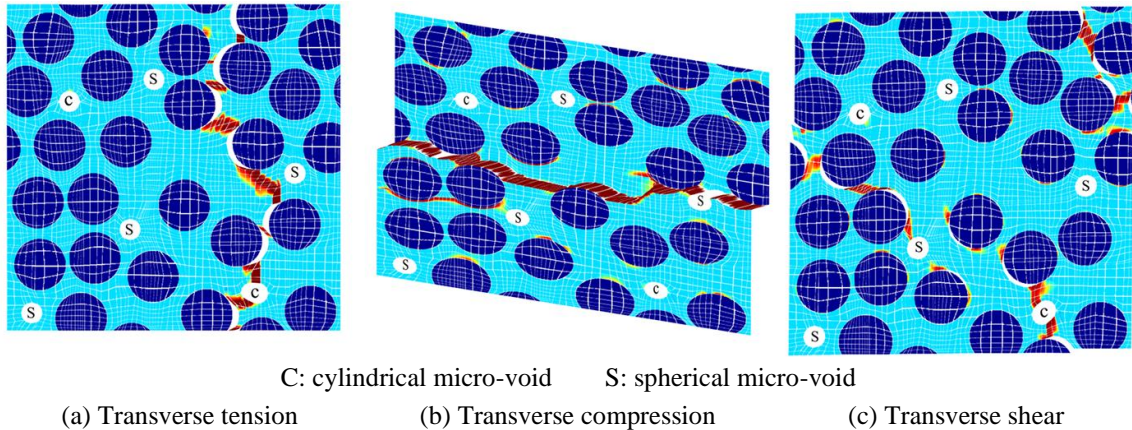 S
c
S
S
S
c
c
S
S
S
S
c
S
c
S
S
S
c
C: cylindrical micro-void S: spherical micro-void
(a) Transverse tension (b) Transverse compression (c) Transverse shear